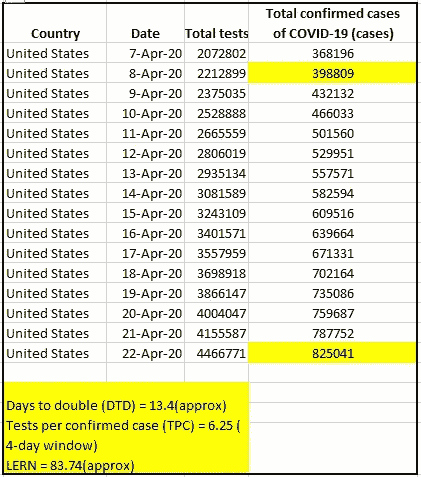 Total confirmed cases
Country Date Total tests of COVID-19 (cases)
United States 7-Apr-20 2072802 368196
United States 8-Apr-20 2212899 398809
United States 9-Apr-20 2375035 432132
United States 10-Apr-20 2528888 466033
United States 11-Apr-20 2665559 501560
United States 12-Apr-20 2806019 529951
United States 13-Apr-20 2935134 557571
United States 14-Apr-20 3081589 582594
United States 15-Apr-20 3243109 609516
United States 16-Apr-20 3401571 639664
United States 17-Apr-20 3557959 671331
United States 18-Apr-20 3698918 702164
United States 19-Apr-20 3866147 735086
United States 20-Apr-20 4004047 759687
United States 21-Apr-20 4155587 787752
United States 22-Apr-20 4466771 825041
Days to double (DTD) = 13.4(approx)
Tests per confirmed case (TPC) = 6.25 (
4-day window)
LERN = 83.74(approx)